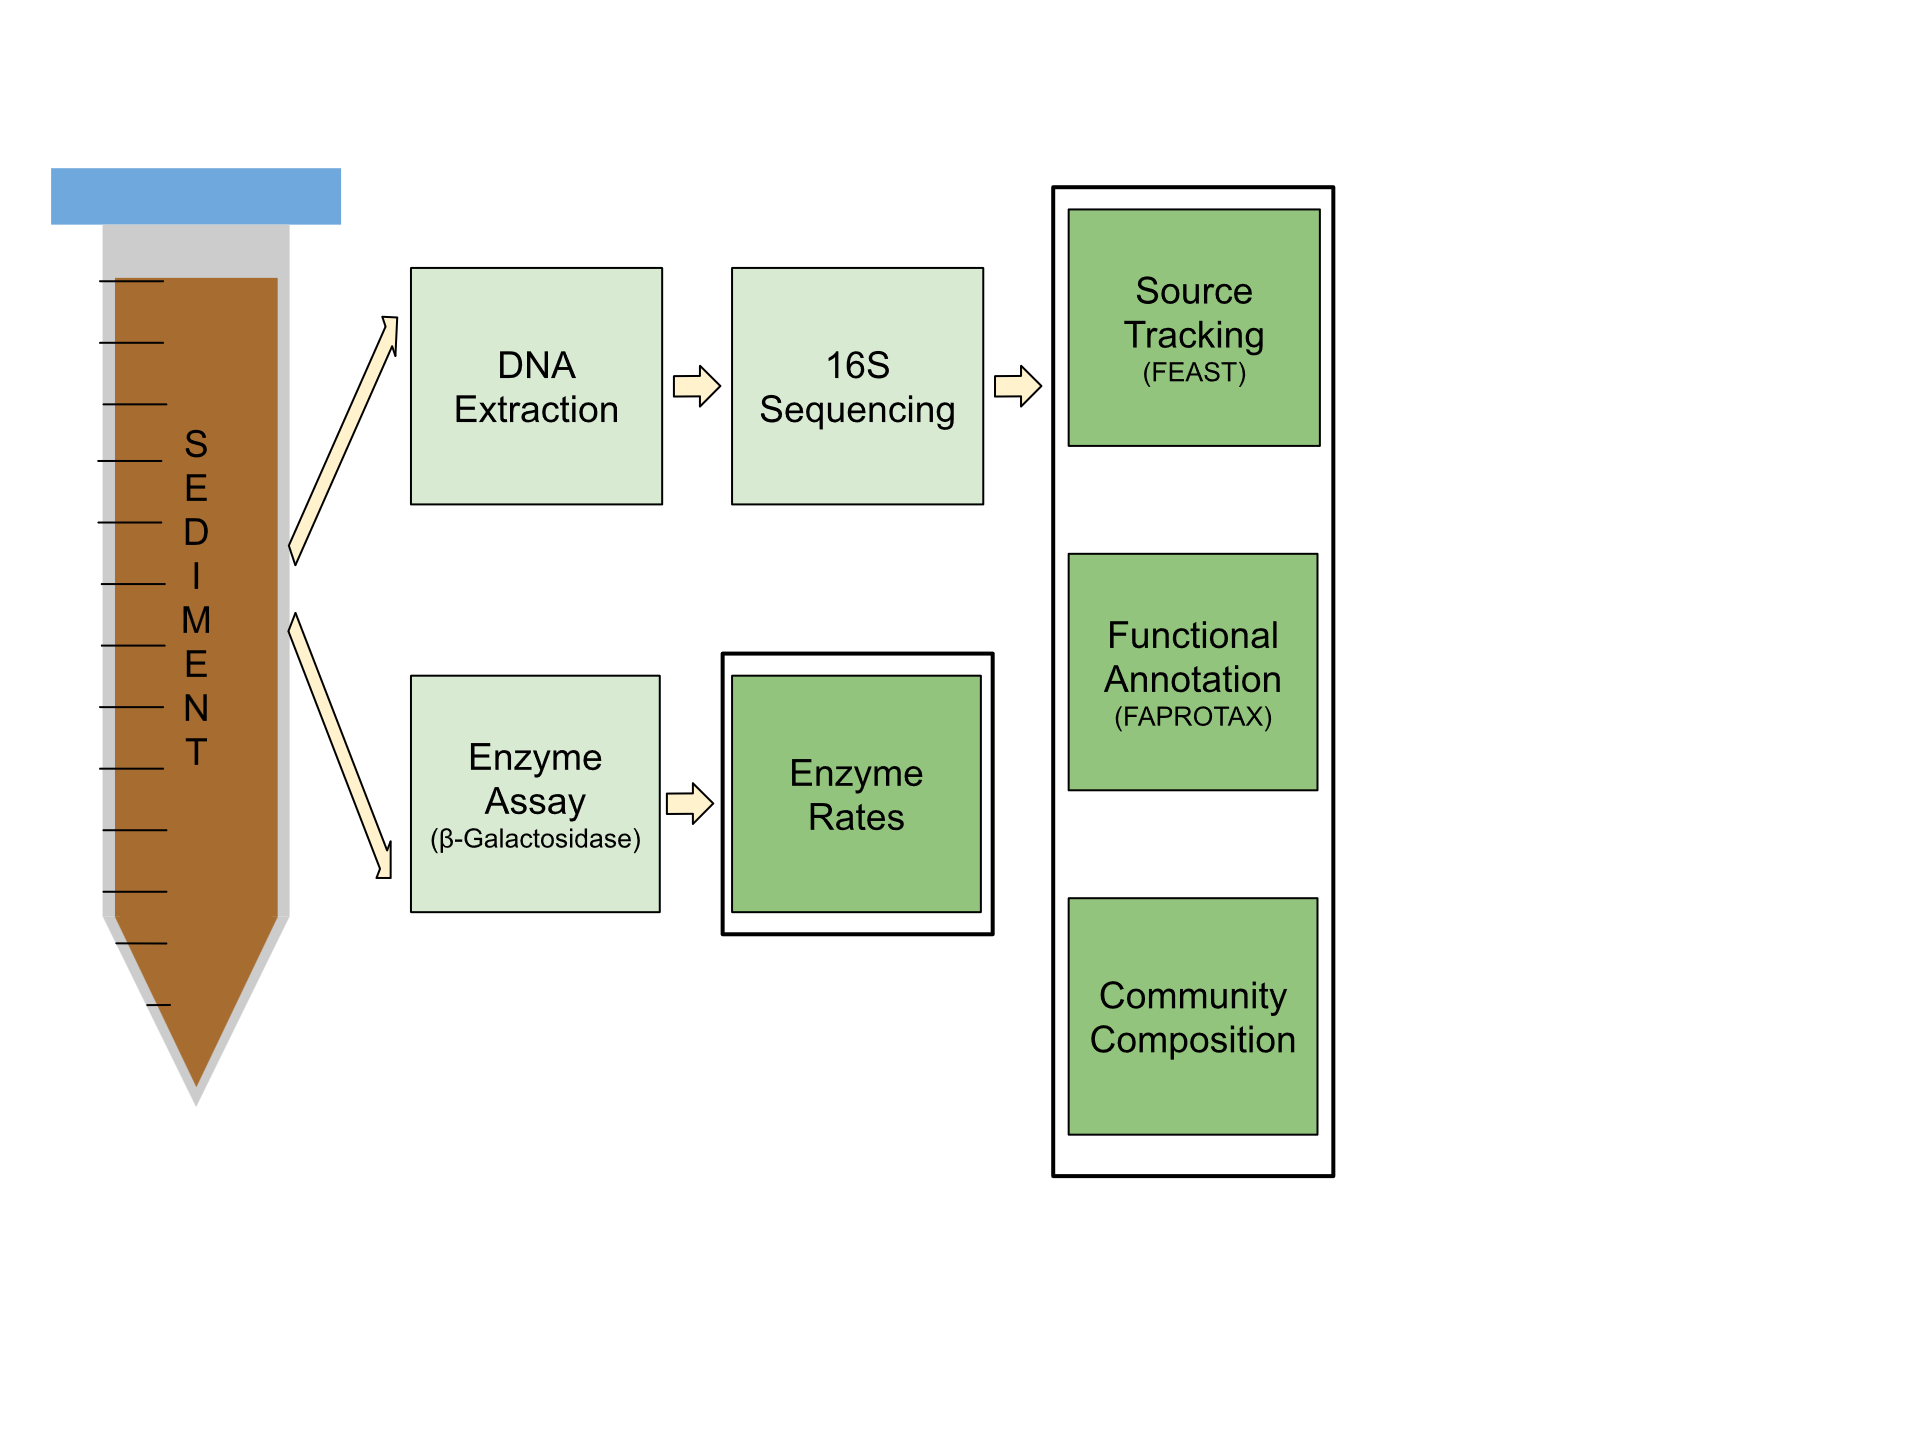 S
E
D
I
M
E
N
T
DNA
Extraction
16S
Sequencing
Source
Tracking
(FEAST)
Functional
Annotation
(FAPROTAX)
Community
Composition
Enzyme
Assay
(β-Galactosidase)
Enzyme
Rates